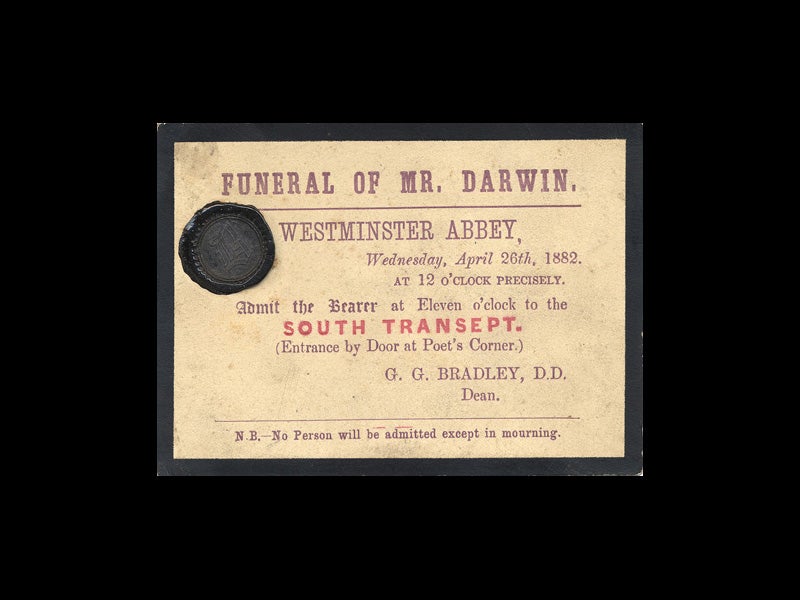 FUNERAL OF MR. DARWIN.
WESTMINSTER ABBEY,
Wednesday, April 26th, 1882.
AT 12 O'CLOCK PRECISELY.
Admit the Bearer at Eleven o'clock to the
SOUTH TRANSEPT.
(Entrance by Door at Poet's Corner.)
G. G. BRADLEY, D.D.
Dean.
N.B.—No Person will be admitted except in mourning.